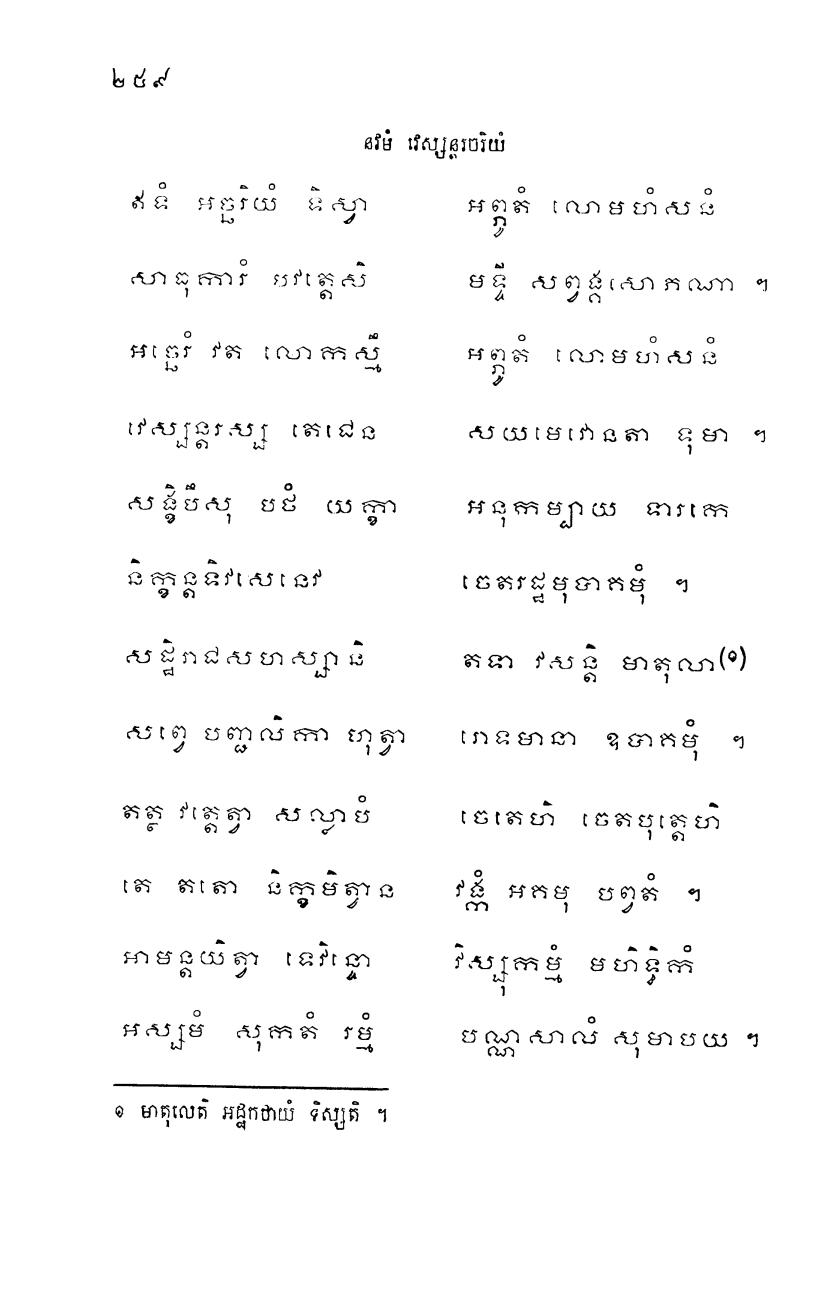 ២៥៩
នវមំ វេស្សន្តរចរិយំ
ឥទំ អច្ឆរិយំ ទិស្វា អព្ភូតំ លោមហំសនំ
សាធុការំ បវត្តេសិ មទ្ទី សព្វង្គសោភណា ។
អច្ឆេរំ វត លោកស្មឹ អព្ភូតំ លោមហំសនំ
វេស្សន្តរស្ស តេជេន សយមេវោនតា ទុមា ។
សង្ខិបឹសុ បថំ យក្ខា អនុកម្បាយ ទារកេ
និក្ខន្តទិវសេនេវ ចេតរដ្ឋមុបាគមុំ ។
សដ្ឋិរាជសហស្សានិ តទា វសន្តិ មាតុលា(១)
សព្វេ បញ្ជលិកា ហុត្វា រោទមានា ឧបាគមុំ ។
តត្ថ វត្តេត្វា សល្លាបំ ចេតេហិ ចេតបុត្តេហិ
តេ តតោ និក្ខមិត្វាន វង្កំ អគមុ បព្វតំ ។
អាមន្តយិត្វា ទេវិន្ទោ វិស្សុកម្មំ មហិទ្ធិកំ
អស្សមំ សុកតំ រម្មំ បណ្ណសាលំ សុមាបយ ។
១ មាតុលេតិ អដ្ឋកថាយំ ទិស្សតិ ។